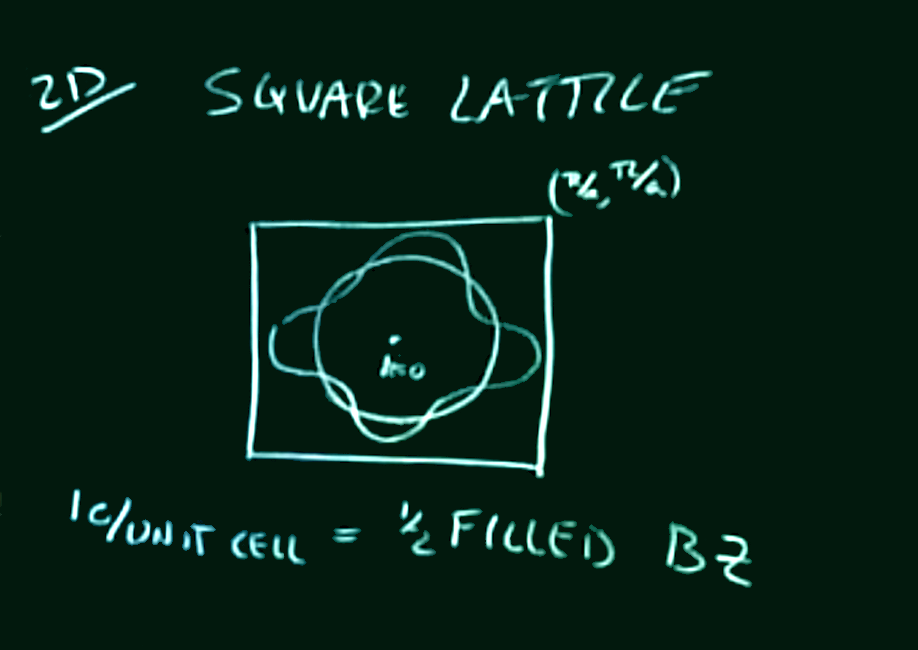 2D SQUARE LATTICE
(π/a, π/a)
k=0
1e/UNIT CELL = 1/2 FILLED BZ